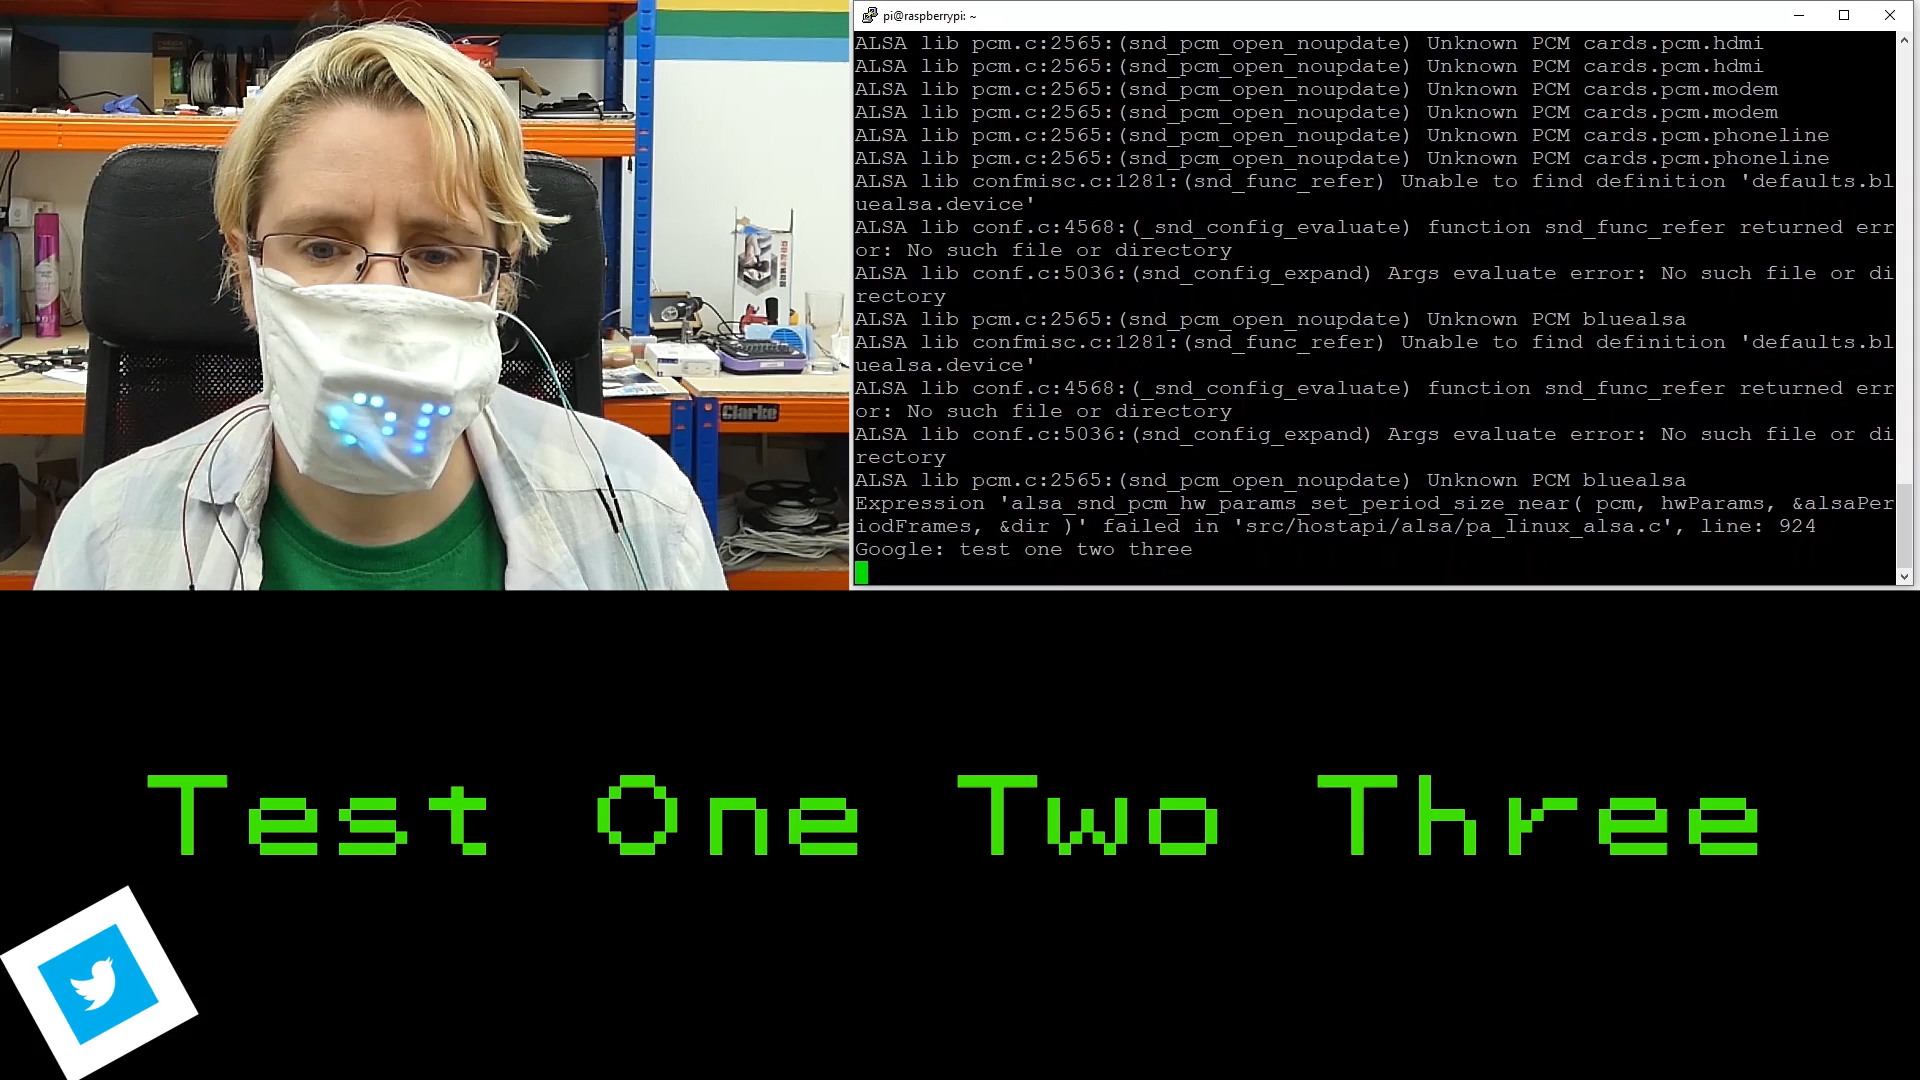 pi@raspberrypi: ~
ALSA lib pcm.c:2565:(snd_pcm_open_noupdate) Unknown PCM cards.pcm.hdmi
ALSA lib pcm.c:2565:(snd_pcm_open_noupdate) Unknown PCM cards.pcm.hdmi
ALSA lib pcm.c:2565:(snd_pcm_open_noupdate) Unknown PCM cards.pcm.modem
ALSA lib pcm.c:2565:(snd_pcm_open_noupdate) Unknown PCM cards.pcm.modem
ALSA lib pcm.c:2565:(snd_pcm_open_noupdate) Unknown PCM cards.pcm.phoneline
ALSA lib pcm.c:2565:(snd_pcm_open_noupdate) Unknown PCM cards.pcm.phoneline
ALSA lib confmisc.c:1281:(snd_func_refer) Unable to find definition 'defaults.bl
uealsa.device'
ALSA lib conf.c:4568:(_snd_config_evaluate) function snd_func_refer returned err
or: No such file or directory
ALSA lib conf.c:5036:(snd_config_expand) Args evaluate error: No such file or di
rectory
ALSA lib pcm.c:2565:(snd_pcm_open_noupdate) Unknown PCM bluealsa
ALSA lib confmisc.c:1281:(snd_func_refer) Unable to find definition 'defaults.bl
uealsa.device'
ALSA lib conf.c:4568:(_snd_config_evaluate) function snd_func_refer returned err
or: No such file or directory
ALSA lib conf.c:5036:(snd_config_expand) Args evaluate error: No such file or di
rectory
ALSA lib pcm.c:2565:(snd_pcm_open_noupdate) Unknown PCM bluealsa
Expression 'alsa_snd_pcm_hw_params_set_period_size_near( pcm, hwParams, &alsaPer
iodFrames, &dir )' failed in 'src/hostapi/alsa/pa_linux_alsa.c', line: 924
Google: test one two three
Clarke
Test One Two Three